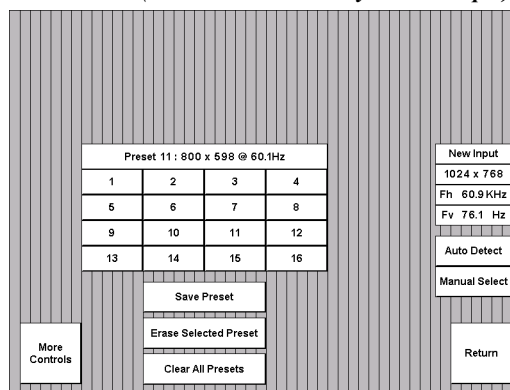 Preset 11 : 800 x 598 @ 60.1Hz
1 2 3 4
5 6 7 8
9 10 11 12
13 14 15 16
Save Preset
Erase Selected Preset
Clear All Presets
More
Controls
New Input
1024 x 768
Fh 60.9 KHz
Fv 76.1 Hz
Auto Detect
Manual Select
Return